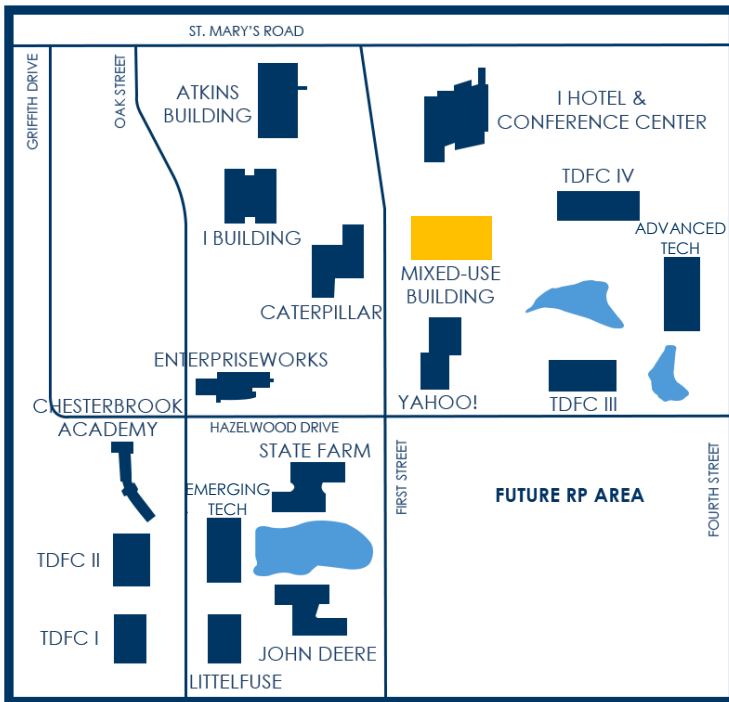 ST. MARY'S ROAD
GRIFFITH DRIVE
OAK STREET
ATKINS
BUILDING
I HOTEL &
CONFERENCE CENTER
TDFC IV
I BUILDING
ADVANCED
TECH
MIXED-USE
BUILDING
CATERPILLAR
ENTERPRISEWORKS
YAHOO!
TDFC III
CHESTERBROOK
ACADEMY
HAZELWOOD DRIVE
STATE FARM
FIRST STREET
FOURTH STREET
EMERGING
TECH
FUTURE RP AREA
TDFC II
TDFC I
JOHN DEERE
LITTELFUSE